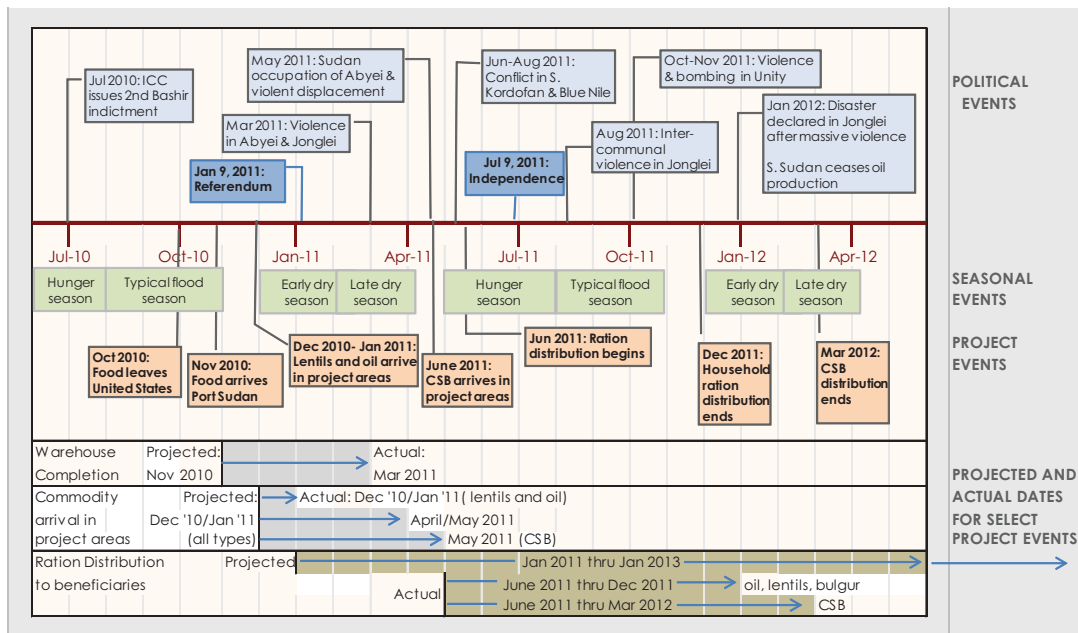 Jul 2010: ICC
issues 2nd Bashir
indictment
May 2011: Sudan
occupation of Abyei &
violent displacement
Mar 2011: Violence
in Abyei & Jonglei
Jan 9, 2011:
Referendum
Jun-Aug 2011:
Conflict in S.
Kordofan & Blue Nile
Jul 9, 2011:
Independence
Oct-Nov 2011: Violence
& bombing in Unity
Aug 2011: Inter-
communal
violence in Jonglei
Jan 2012: Disaster
declared in Jonglei
after massive violence
S. Sudan ceases oil
production
POLITICAL
EVENTS
Jul-10
Oct-10
Jan-11
Apr-11
Jul-11
Oct-11
Jan-12
Apr-12
Hunger
season
Typical flood
season
Early dry
season
Late dry
season
Hunger
season
Typical flood
season
Early dry
season
Late dry
season
SEASONAL
EVENTS
Oct 2010:
Food leaves
United States
Nov 2010:
Food arrives
Port Sudan
Dec 2010- Jan 2011:
Lentils and oil arrive
in project areas
June 2011:
CSB arrives in
project areas
Jun 2011: Ration
distribution begins
Dec 2011:
Household
ration
distribution
ends
Mar 2012:
CSB
distribution
ends
PROJECT
EVENTS
Warehouse
Completion
Projected:
Nov 2010
Actual:
Mar 2011
Commodity
arrival in
project areas
Projected:
Dec '10/Jan '11
(all types)
Actual: Dec '10/Jan '11( lentils and oil)
April/May 2011
May 2011 (CSB)
Ration Distribution
to beneficiaries
Projected
Jan 2011 thru Jan 2013
Actual
June 2011 thru Dec 2011
oil, lentils, bulgur
June 2011 thru Mar 2012
CSB
PROJECTED AND
ACTUAL DATES
FOR SELECT
PROJECT EVENTS